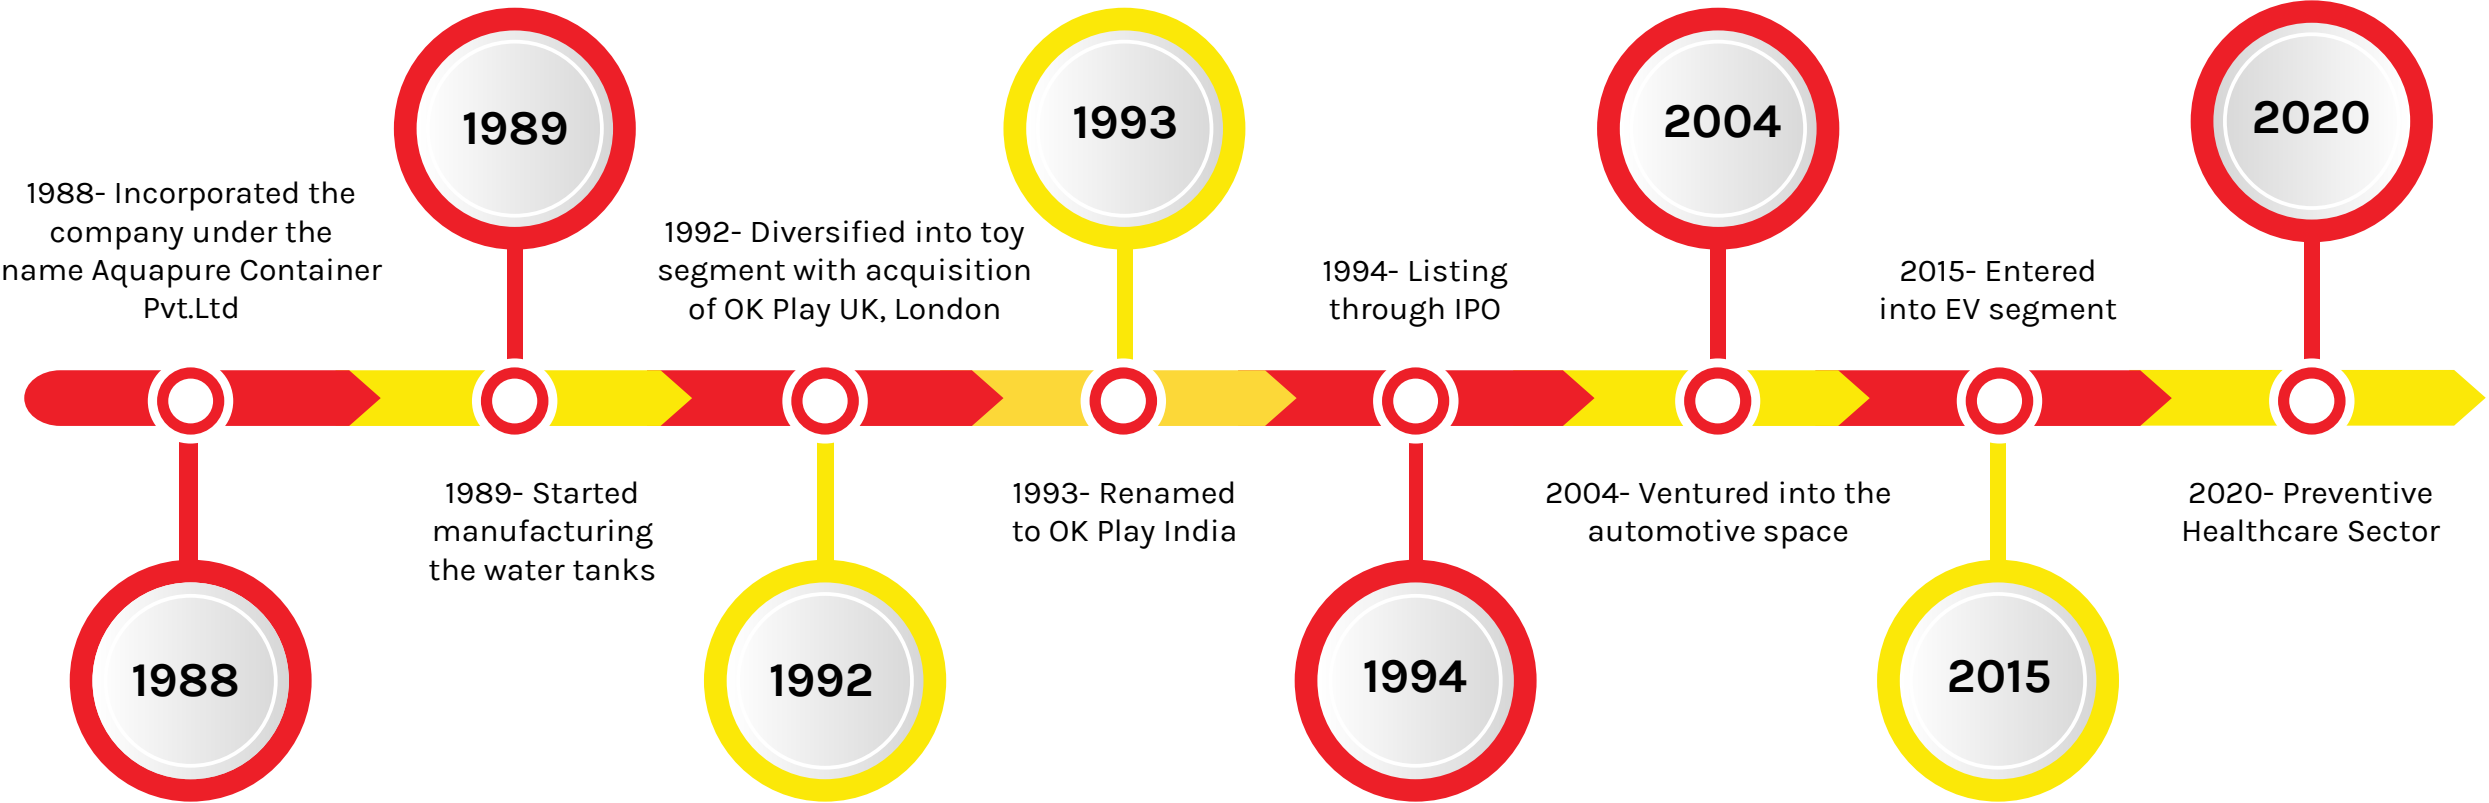 1988- Incorporated the
company under the
name Aquapure Container
Pvt.Ltd
1988
1989
1989- Started
manufacturing
the water tanks
1992- Diversified into toy
segment with acquisition
of OK Play UK, London
1992
1993
1993- Renamed
to OK Play India
1994- Listing
through IPO
1994
2004
2004- Ventured into the
automotive space
2015- Entered
into EV segment
2015
2020
2020- Preventive
Healthcare Sector